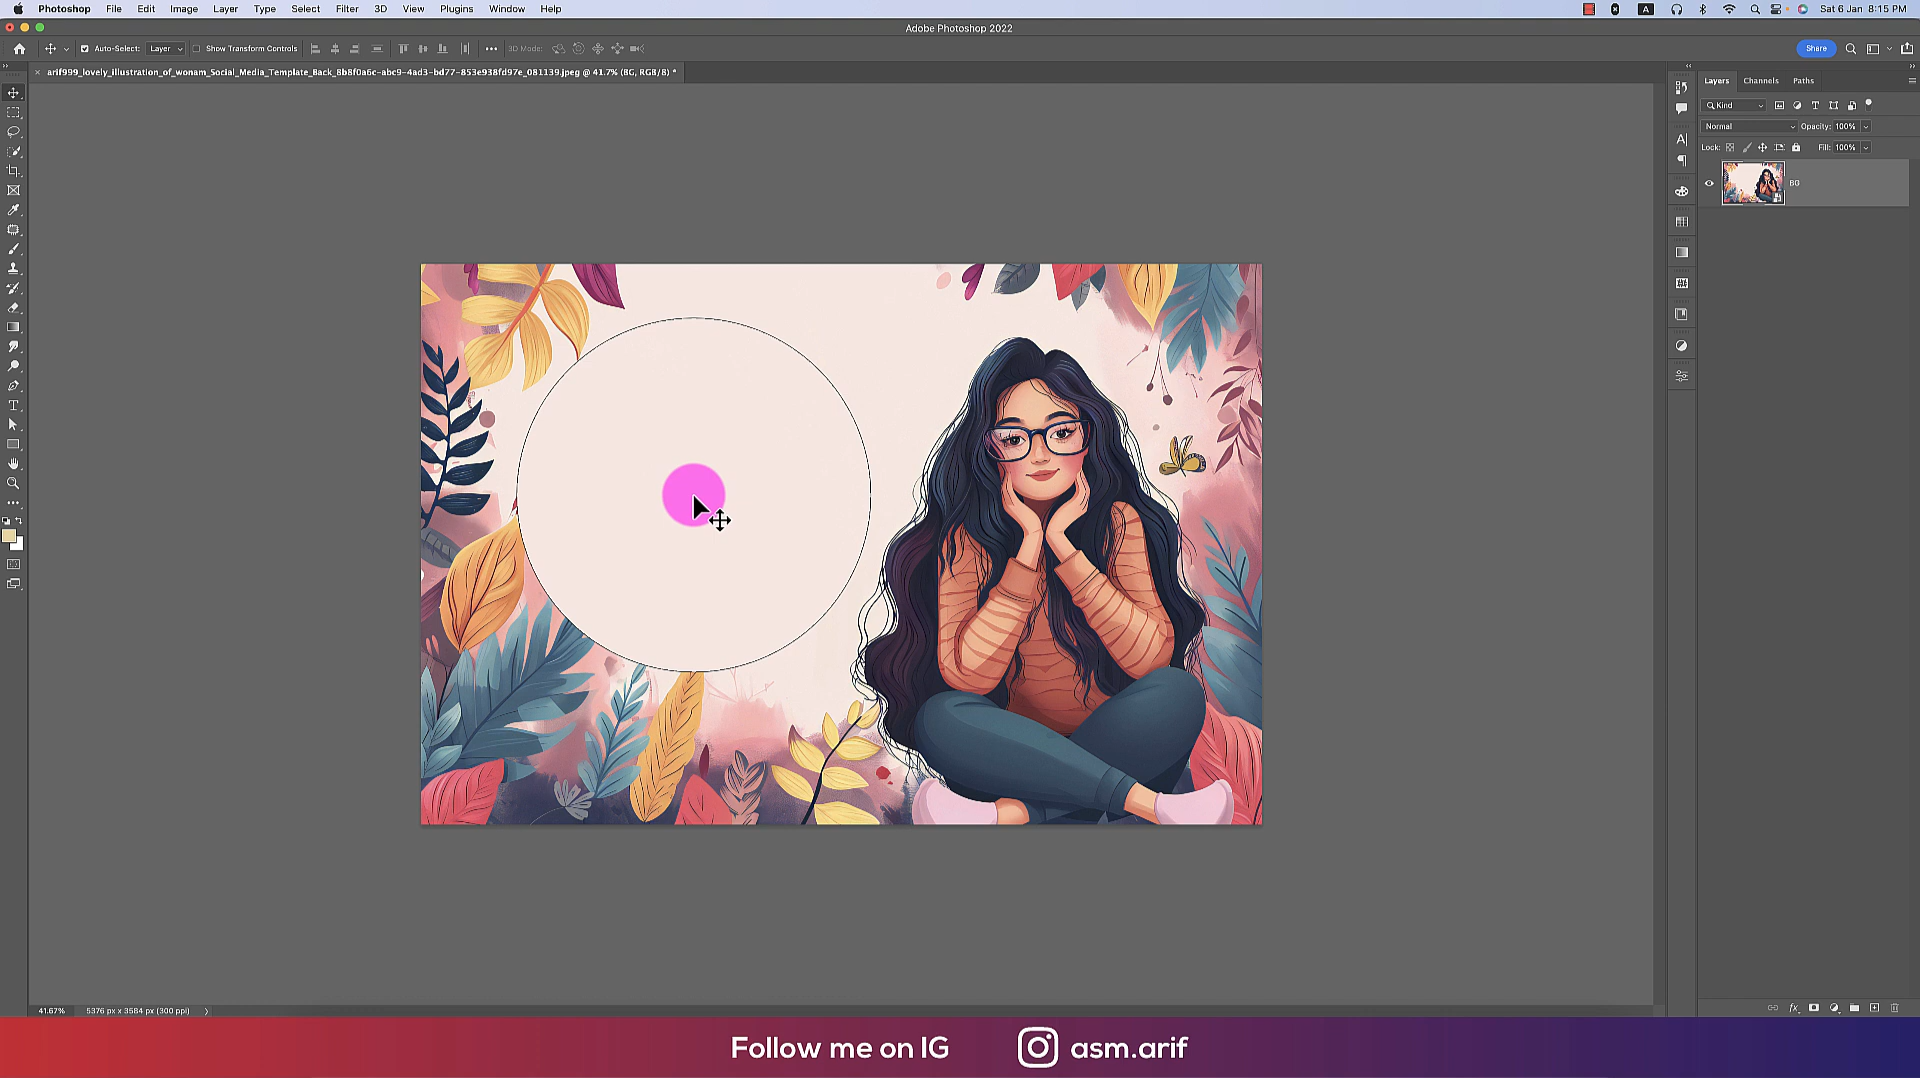 Photoshop File Edit Image Layer Type Select Filter 3D View Plugins Window Help A Sat 6 Jan 8:15 PM
Adobe Photoshop 2022
Auto-Select: Layer Show Transform Controls 3D Mode: Share
arif999_lovely_illustration_of_wonam_Social_Media_Template_Back_8b8f0a6c-abc9-4ad3-bd77-853e938fd97e_081139.jpeg @ 41.7% (BG, RGB/8) *
Layers Channels Paths
Kind
Normal Opacity: 100%
Lock: Fill: 100%
BG
41.67% 5376 px x 3584 px (300 ppi)
Follow me on IG asm.arif